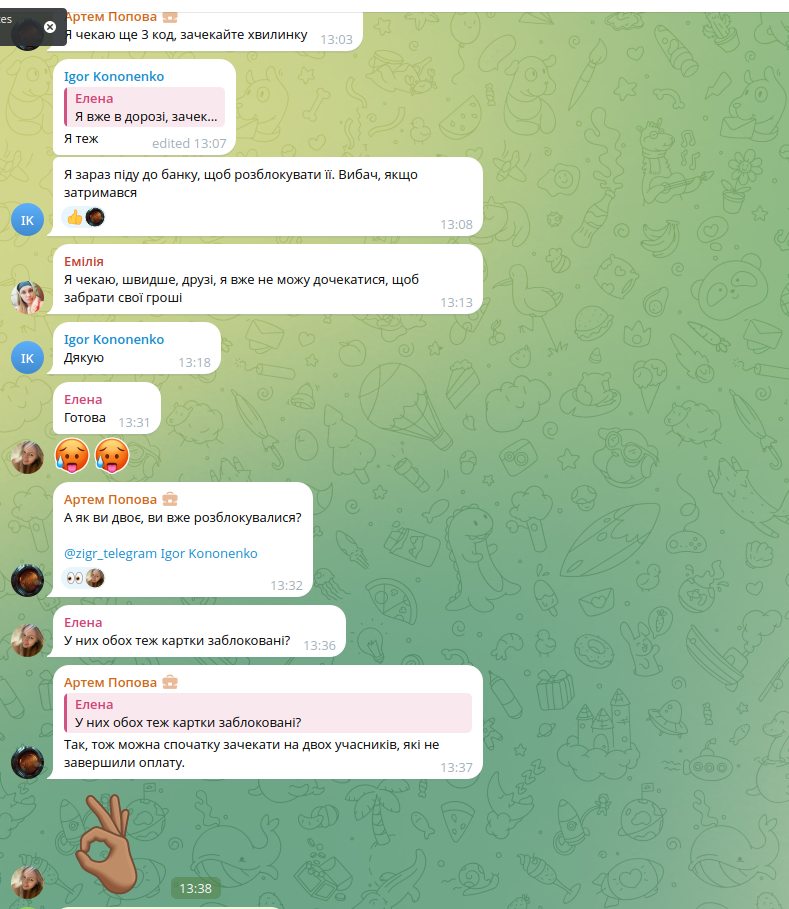 Артем Попова
Я чекаю ще 3 код, зачекайте хвилинку
13:03
Igor Kononenko
Елена
Я вже в дорозі, зачек...
Я теж
edited 13:07
Я зараз піду до банку, щоб розблокувати її. Вибач, якщо
затримався
13:08
IK
Емілія
Я чекаю, швидше, друзі, я вже не можу дочекатися, щоб
забрати свої гроші
13:13
Igor Kononenko
Дякую
13:18
IK
Елена
Готова
13:31
Артем Попова
А як ви двоє, ви вже розблокувалися?
@zigr_telegram Igor Kononenko
13:32
Елена
У них обох теж картки заблоковані?
13:36
Артем Попова
Елена
У них обох теж картки заблоковані?
Так, тож можна спочатку зачекати на двох учасників, які не
завершили оплату.
13:37
13:38